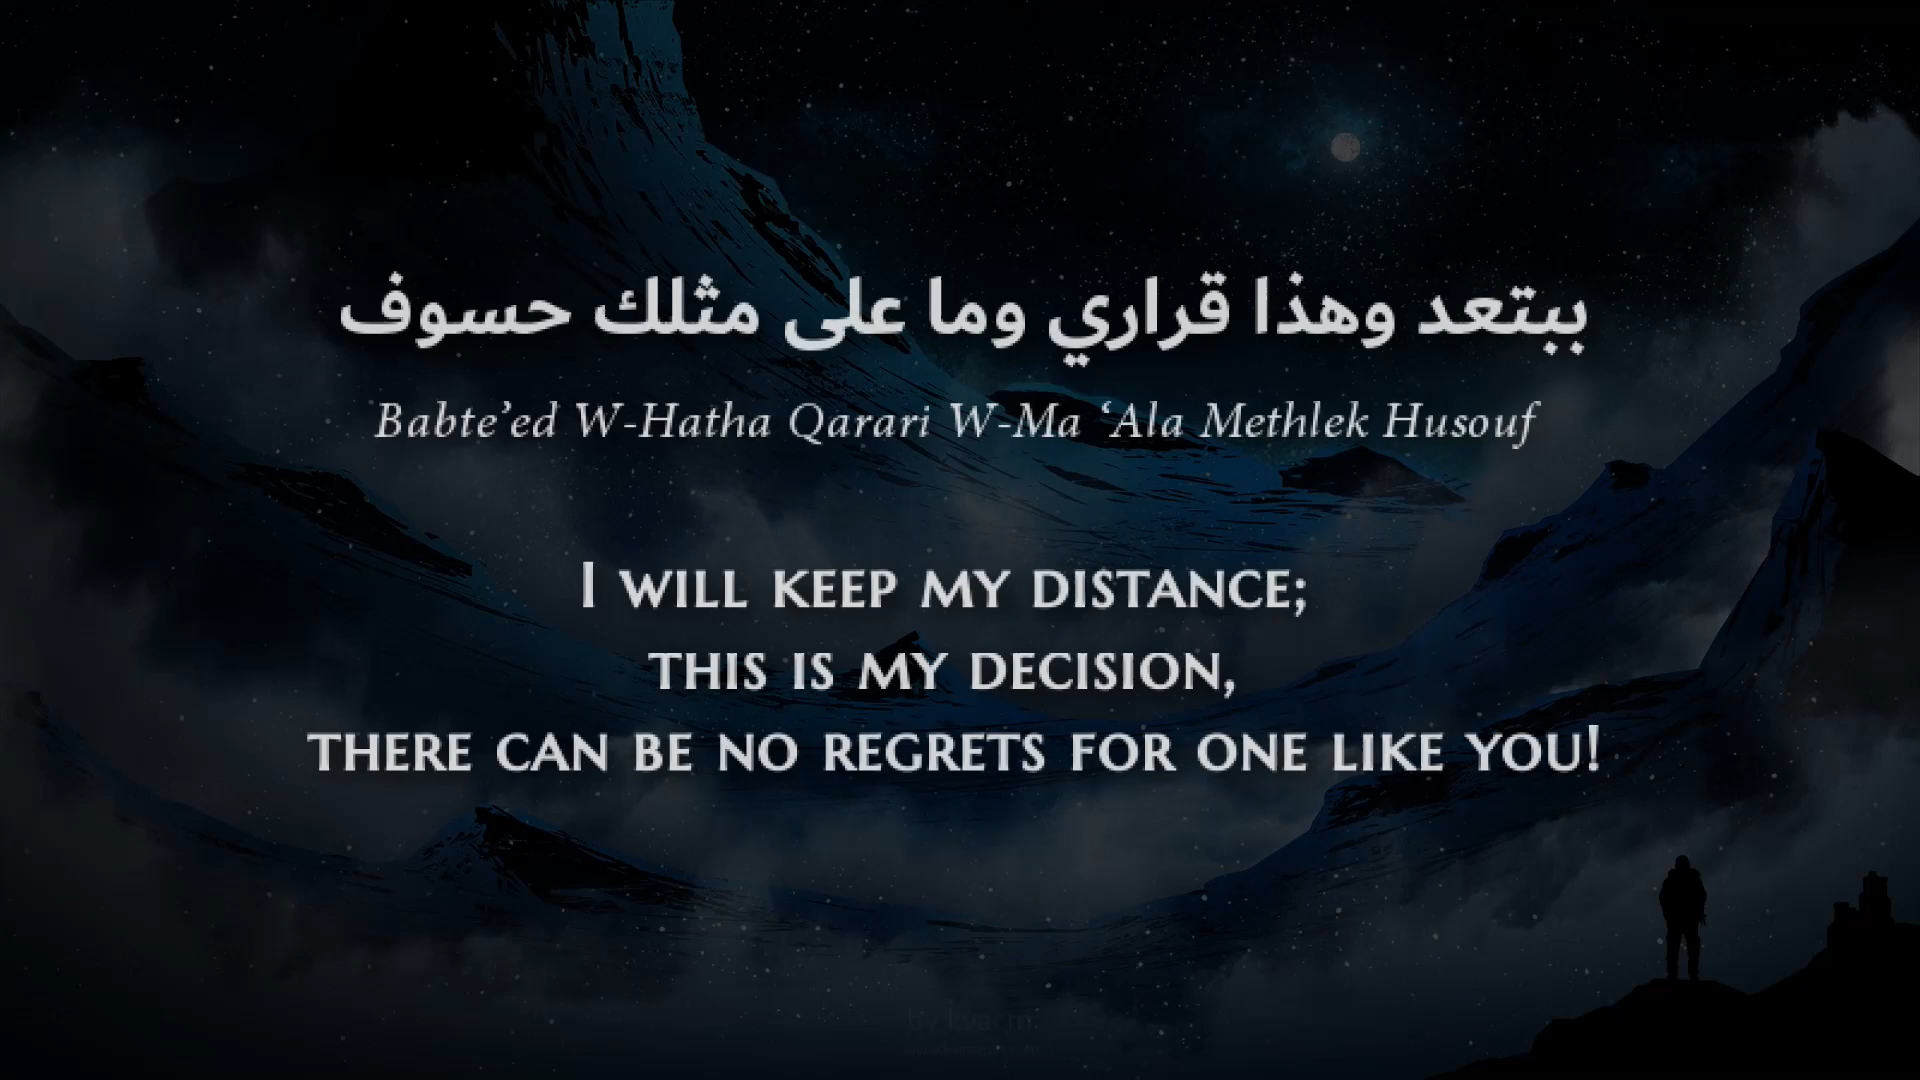 ببتعد وهذا قراري وما على مثلك حسوف
Babte’ed W-Hatha Qarari W-Ma ‘Ala Methlek Husouf
I will keep my distance;
this is my decision,
there can be no regrets for one like you!